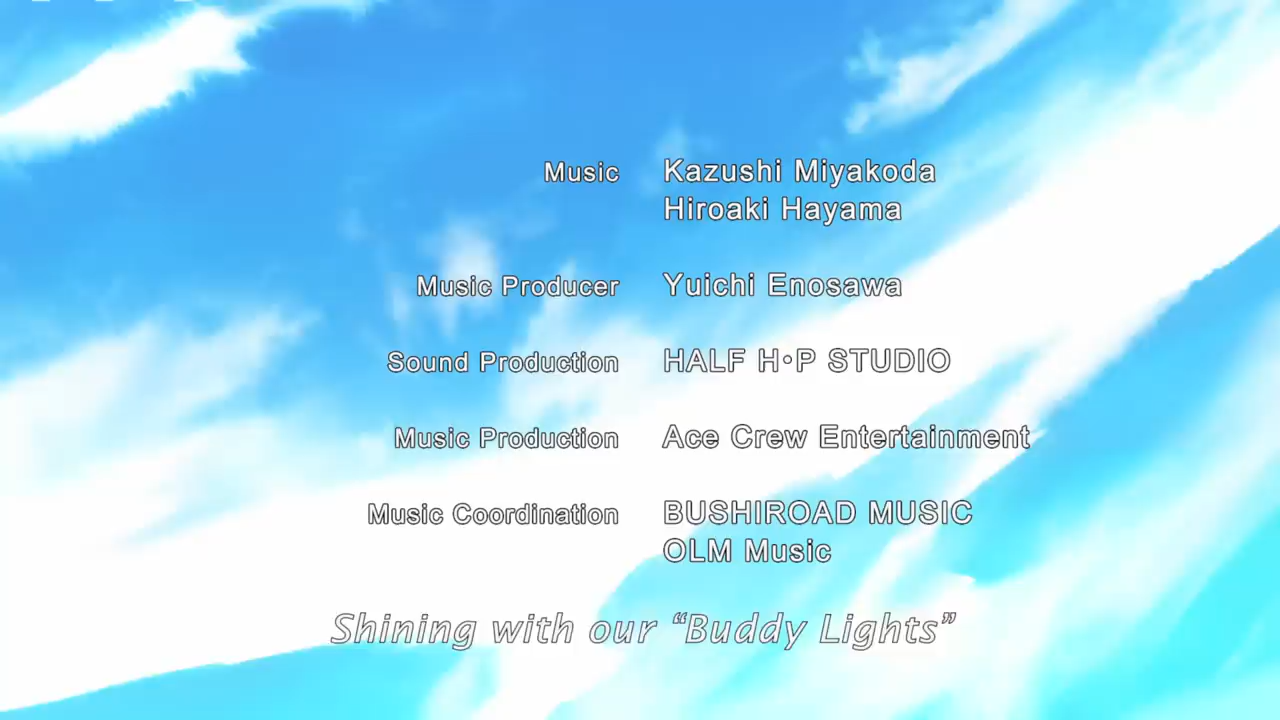 Music Kazushi Miyakoda
Hiroaki Hayama
Music Producer Yuichi Enosawa
Sound Production HALF H•P STUDIO
Music Production Ace Crew Entertainment
Music Coordination BUSHIROAD MUSIC
OLM Music
Shining with our “Buddy Lights”